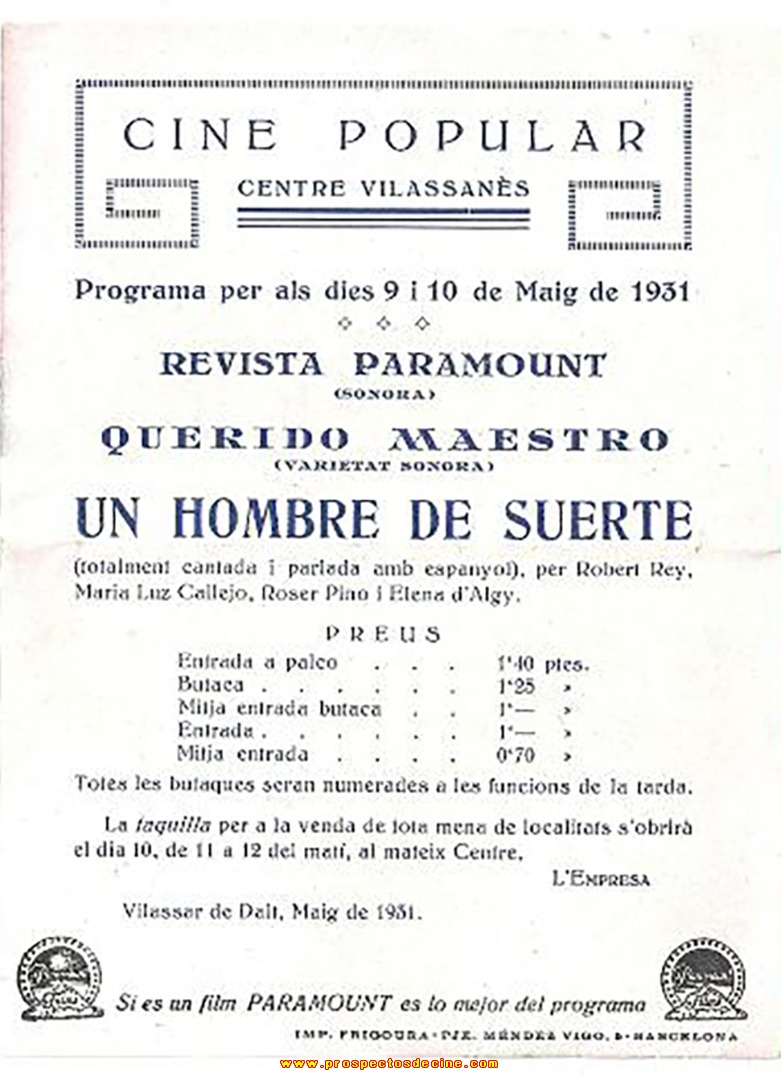 CINE POPULAR
CENTRE VILASSANÈS
Programa per als dies 9 i 10 de Maig de 1931
REVISTA PARAMOUNT
(SONORA)
QUERIDO MAESTRO
(VARIETAT SONORA)
UN HOMBRE DE SUERTE
(totalment cantada i parlada amb espanyol), per Robert Rey,
Maria Luz Callejo, Roser Pino i Elena d'Algy.
PREUS
Entrada a palco . . . 1'40 ptes.
Butaca . . . . . . 1'25 »
Mitja entrada butaca . . 1'— »
Entrada . . . . . . 1'— »
Mitja entrada . . . . 0'70 »
Totes les butaques seran numerades a les funcions de la tarda.
La taquilla per a la venda de tota mena de localitats s'obrirà
el dia 10, de 11 a 12 del matí, al mateix Centre.
L'EMPRESA
Vilassar de Dalt, Maig de 1931.
Si es un film PARAMOUNT es lo mejor del programa
IMP. FRIGOURA - PJE. MÉNDEZ VIGO, 5 - BARCELONA
www.prospectosdecine.com